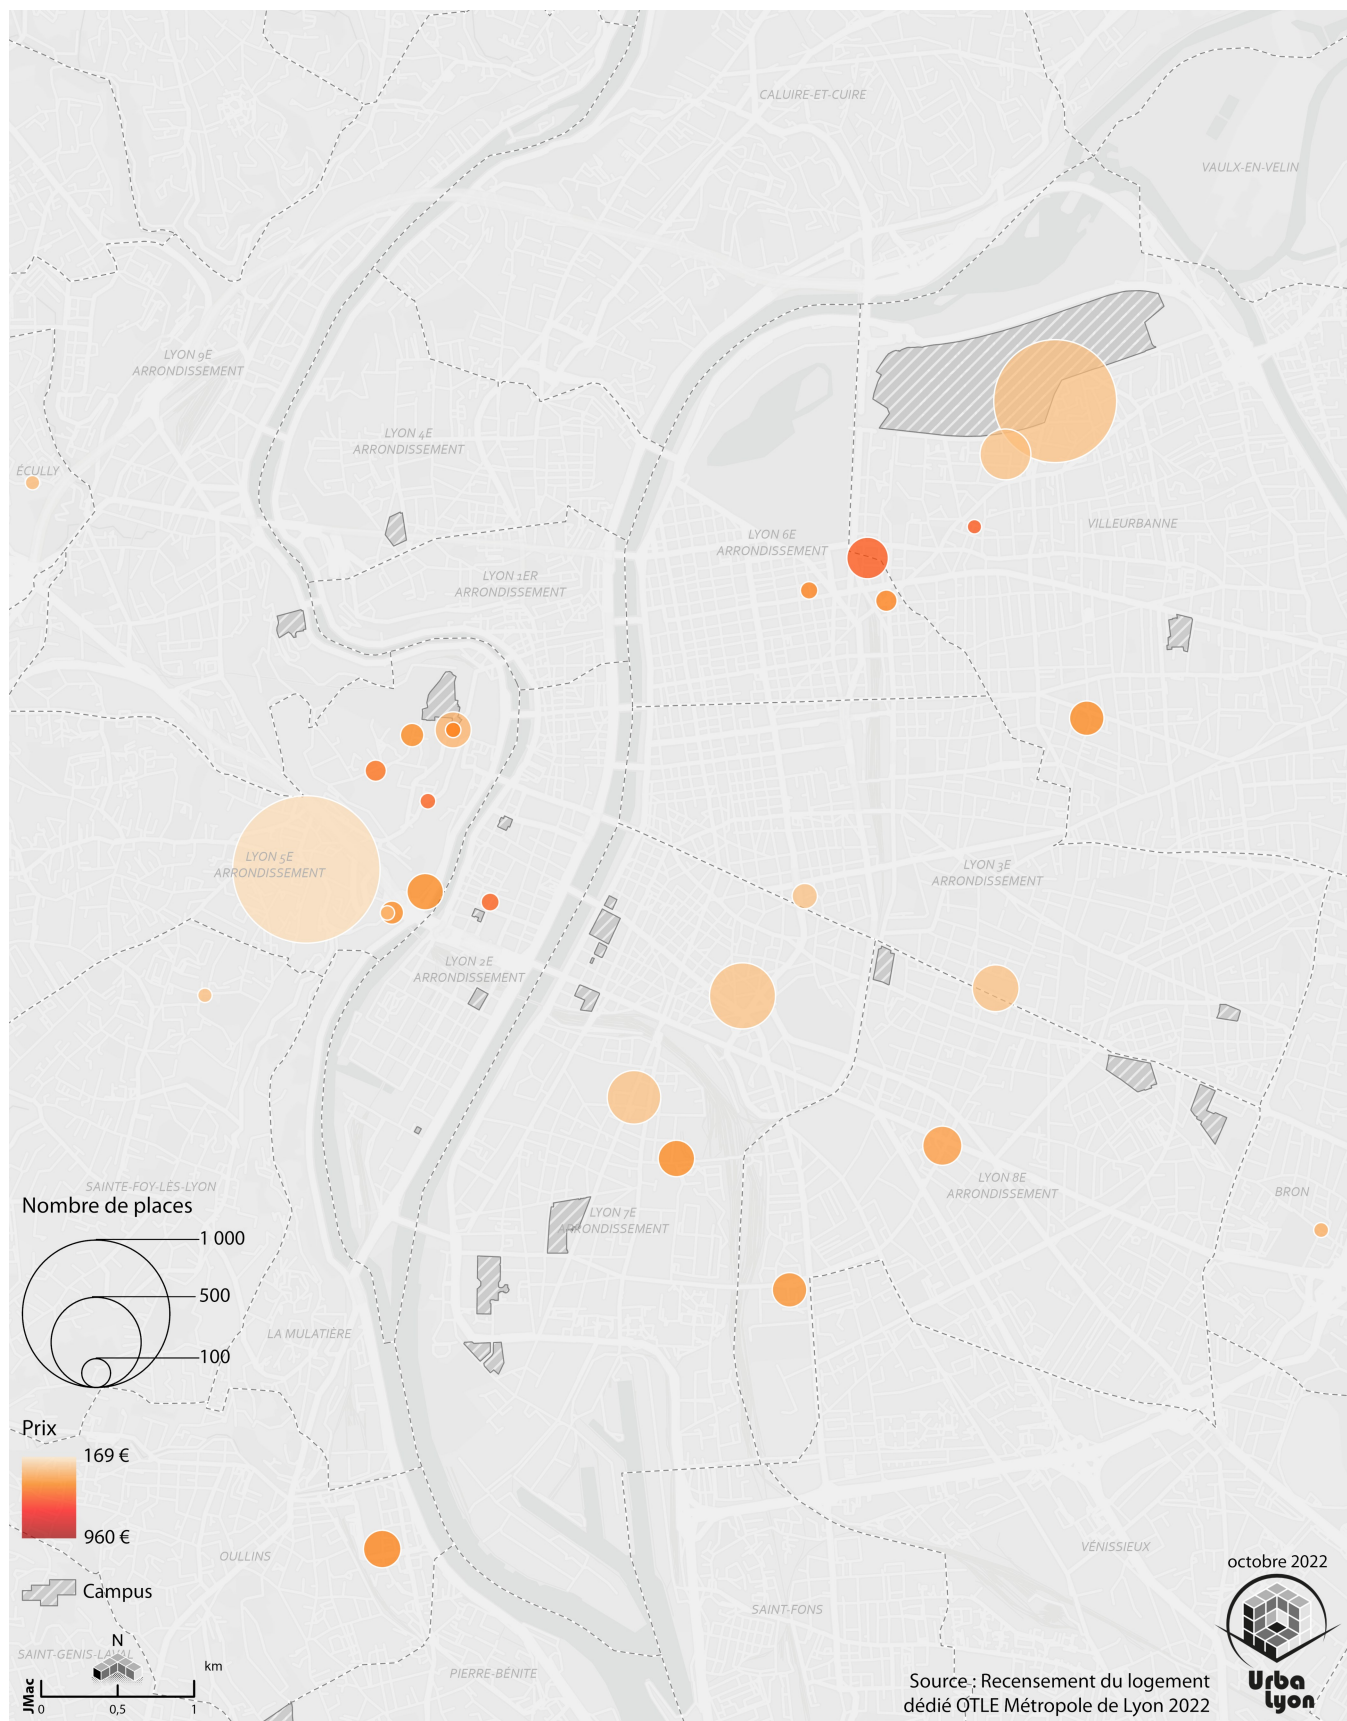 CALUIRE-ET-CUIRE
VAULX-EN-VELIN
LYON 9E
ARRONDISSEMENT
LYON 4E
ARRONDISSEMENT
ÉCULLY
VILLEURBANNE
LYON 6E
ARRONDISSEMENT
LYON 1ER
ARRONDISSEMENT
LYON 5E
ARRONDISSEMENT
LYON 3E
ARRONDISSEMENT
LYON 2E
ARRONDISSEMENT
SAINTE-FOY-LÈS-LYON
LYON 8E
ARRONDISSEMENT
BRON
LYON 7E
ARRONDISSEMENT
Nombre de places
1 000
500
100
LA MULATIÈRE
Prix
169 €
960 €
Campus
OULLINS
VÉNISSIEUX
SAINT-FONS
SAINT-GENIS-LAVAL
PIERRE-BÉNITE
N
km
JMac
0 0,5 1
octobre 2022
Source : Recensement du logement
dédié OTLE Métropole de Lyon 2022
Urba
Lyon